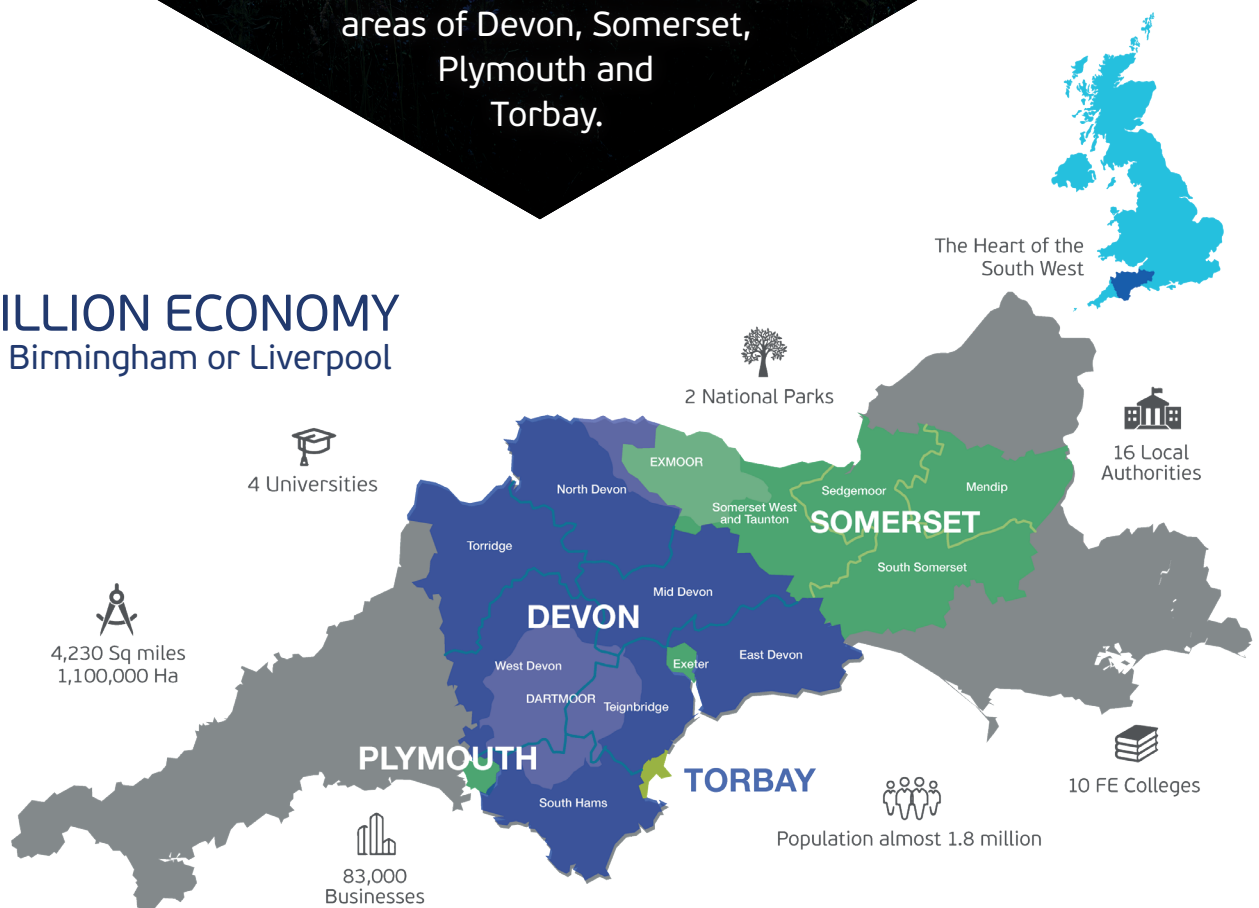 areas of Devon, Somerset,
Plymouth and
Torbay.
The Heart of the
South West
ILLION ECONOMY
Birmingham or Liverpool
2 National Parks
16 Local
Authorities
4 Universities
EXMOOR
North Devon
Sedgemoor
Mendip
Somerset West
and Taunton
SOMERSET
Torridge
South Somerset
Mid Devon
DEVON
4,230 Sq miles
1,100,000 Ha
West Devon
Exeter
East Devon
DARTMOOR
Teignbridge
PLYMOUTH
TORBAY
South Hams
10 FE Colleges
Population almost 1.8 million
83,000
Businesses